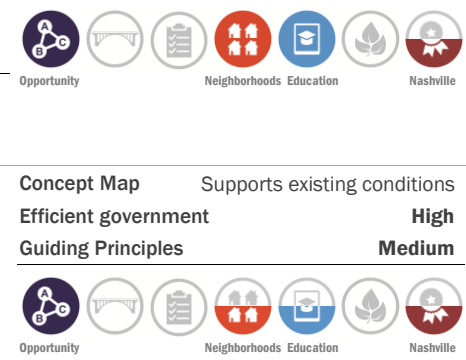 A B C
Opportunity Neighborhoods Education Nashville
Concept Map Supports existing conditions
Efficient government High
Guiding Principles Medium
A B C
Opportunity Neighborhoods Education Nashville